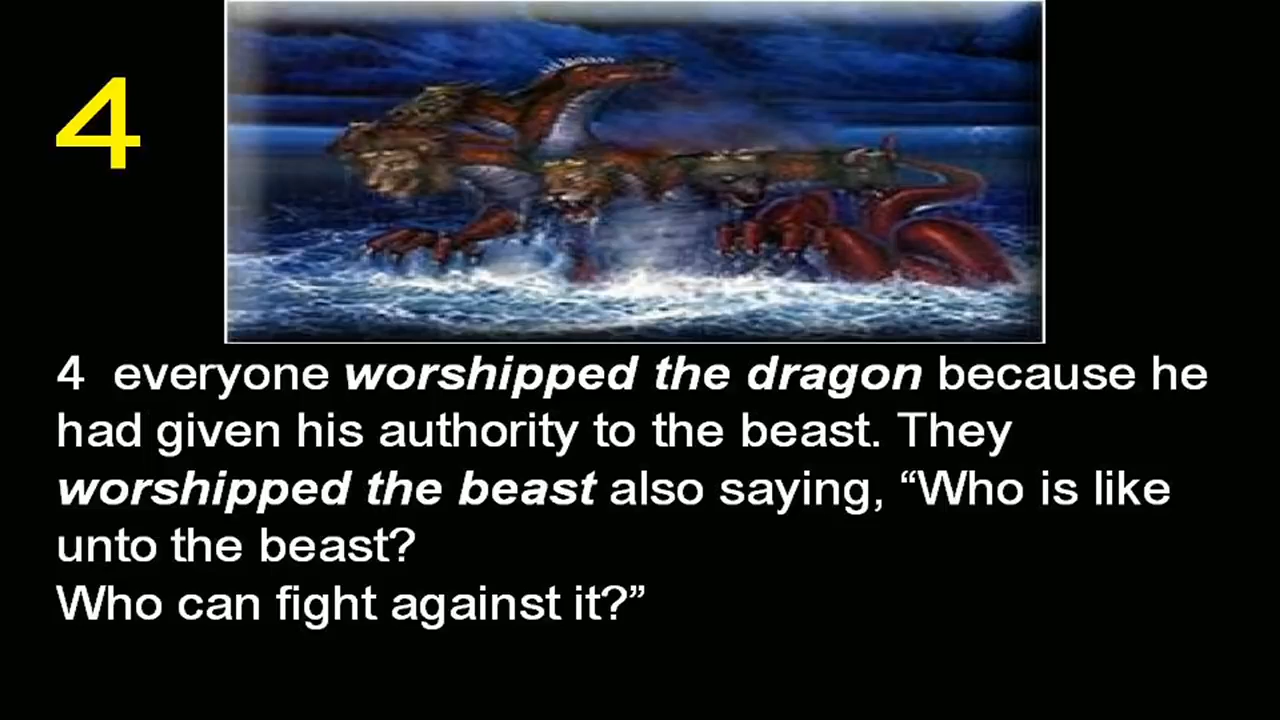 4
4 everyone worshipped the dragon because he
had given his authority to the beast. They
worshipped the beast also saying, “Who is like
unto the beast?
Who can fight against it?”